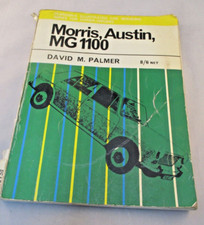 Morris, Austin,
MG 1100
DAVID M. PALMER
8/6 NET